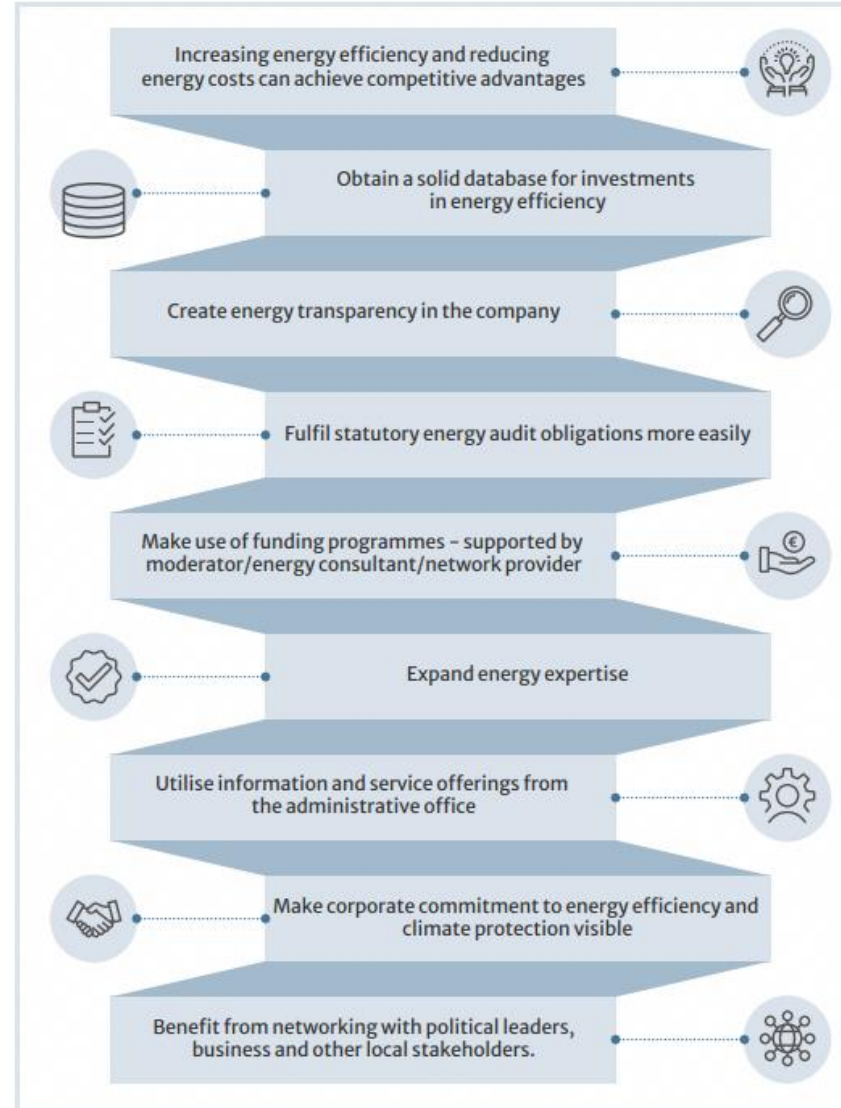 Increasing energy efficiency and reducing
energy costs can achieve competitive advantages
Obtain a solid database for investments
in energy efficiency
Create energy transparency in the company
Fulfil statutory energy audit obligations more easily
Make use of funding programmes – supported by
moderator/energy consultant/network provider
€
Expand energy expertise
Utilise information and service offerings from
the administrative office
Make corporate commitment to energy efficiency and
climate protection visible
Benefit from networking with political leaders,
business and other local stakeholders.